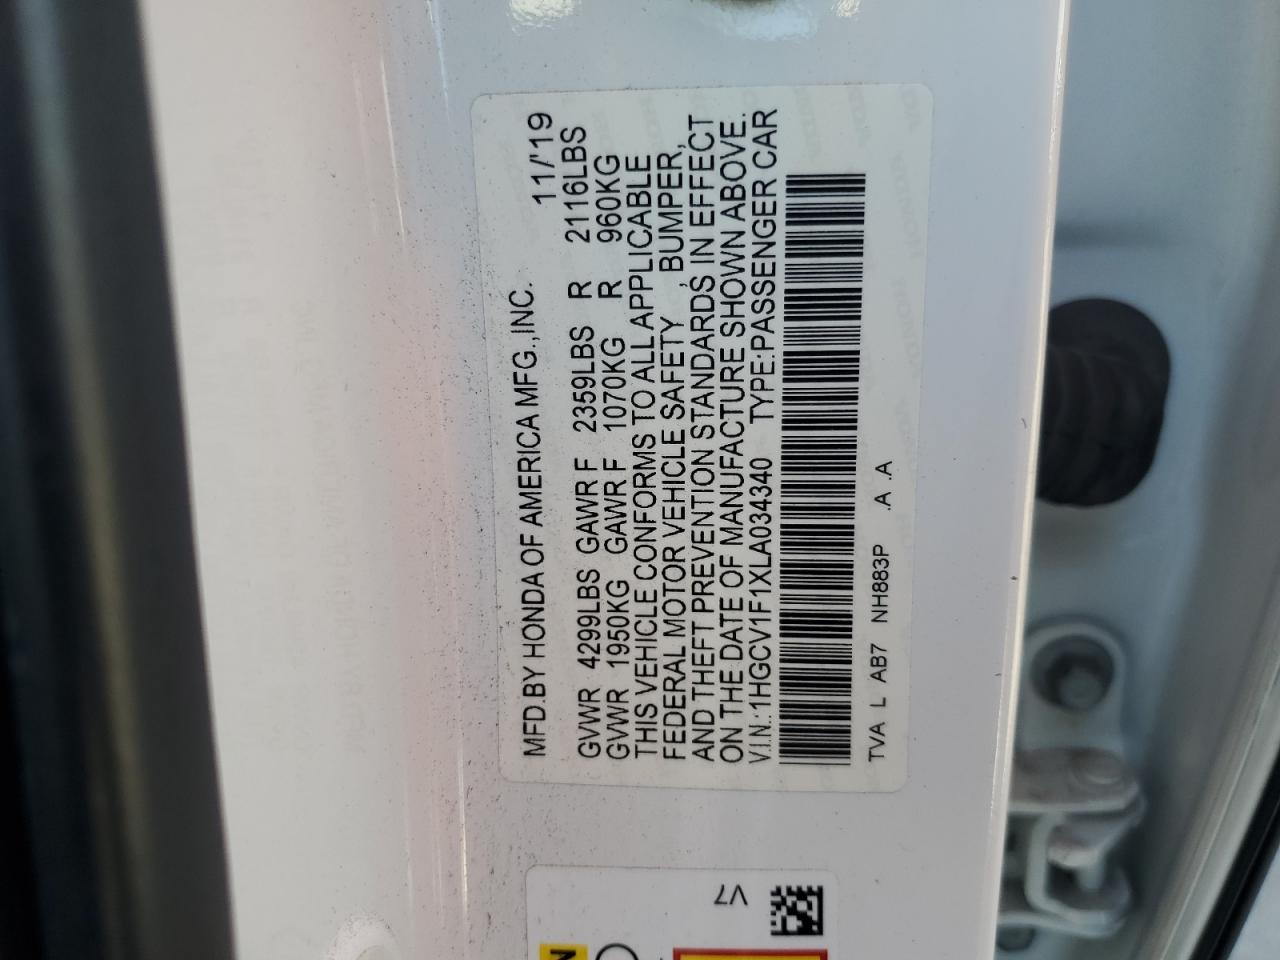 MFD.BY HONDA OF AMERICA MFG.,INC. 11/'19
GVWR 4299LBS GAWR F 2359LBS R 2116LBS
GVWR 1950KG GAWR F 1070KG R 960KG
THIS VEHICLE CONFORMS TO ALL APPLICABLE
FEDERAL MOTOR VEHICLE SAFETY , BUMPER,
AND THEFT PREVENTION STANDARDS, IN EFFECT
ON THE DATE OF MANUFACTURE SHOWN ABOVE.
V.I.N.: 1HGCV1F1XLA034340 TYPE:PASSENGER CAR
TVA L AB7 NH883P .A .A
V7